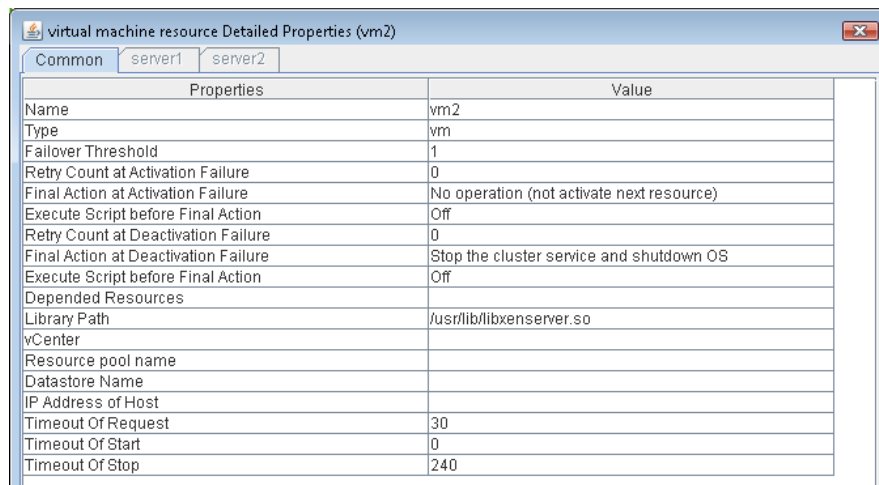 virtual machine resource Detailed Properties (vm2)
Common server1 server2
Properties Value
Name vm2
Type vm
Failover Threshold 1
Retry Count at Activation Failure 0
Final Action at Activation Failure No operation (not activate next resource)
Execute Script before Final Action Off
Retry Count at Deactivation Failure 0
Final Action at Deactivation Failure Stop the cluster service and shutdown OS
Execute Script before Final Action Off
Depended Resources
Library Path /usr/lib/libxenserver.so
vCenter
Resource pool name
Datastore Name
IP Address of Host
Timeout Of Request 30
Timeout Of Start 0
Timeout Of Stop 240